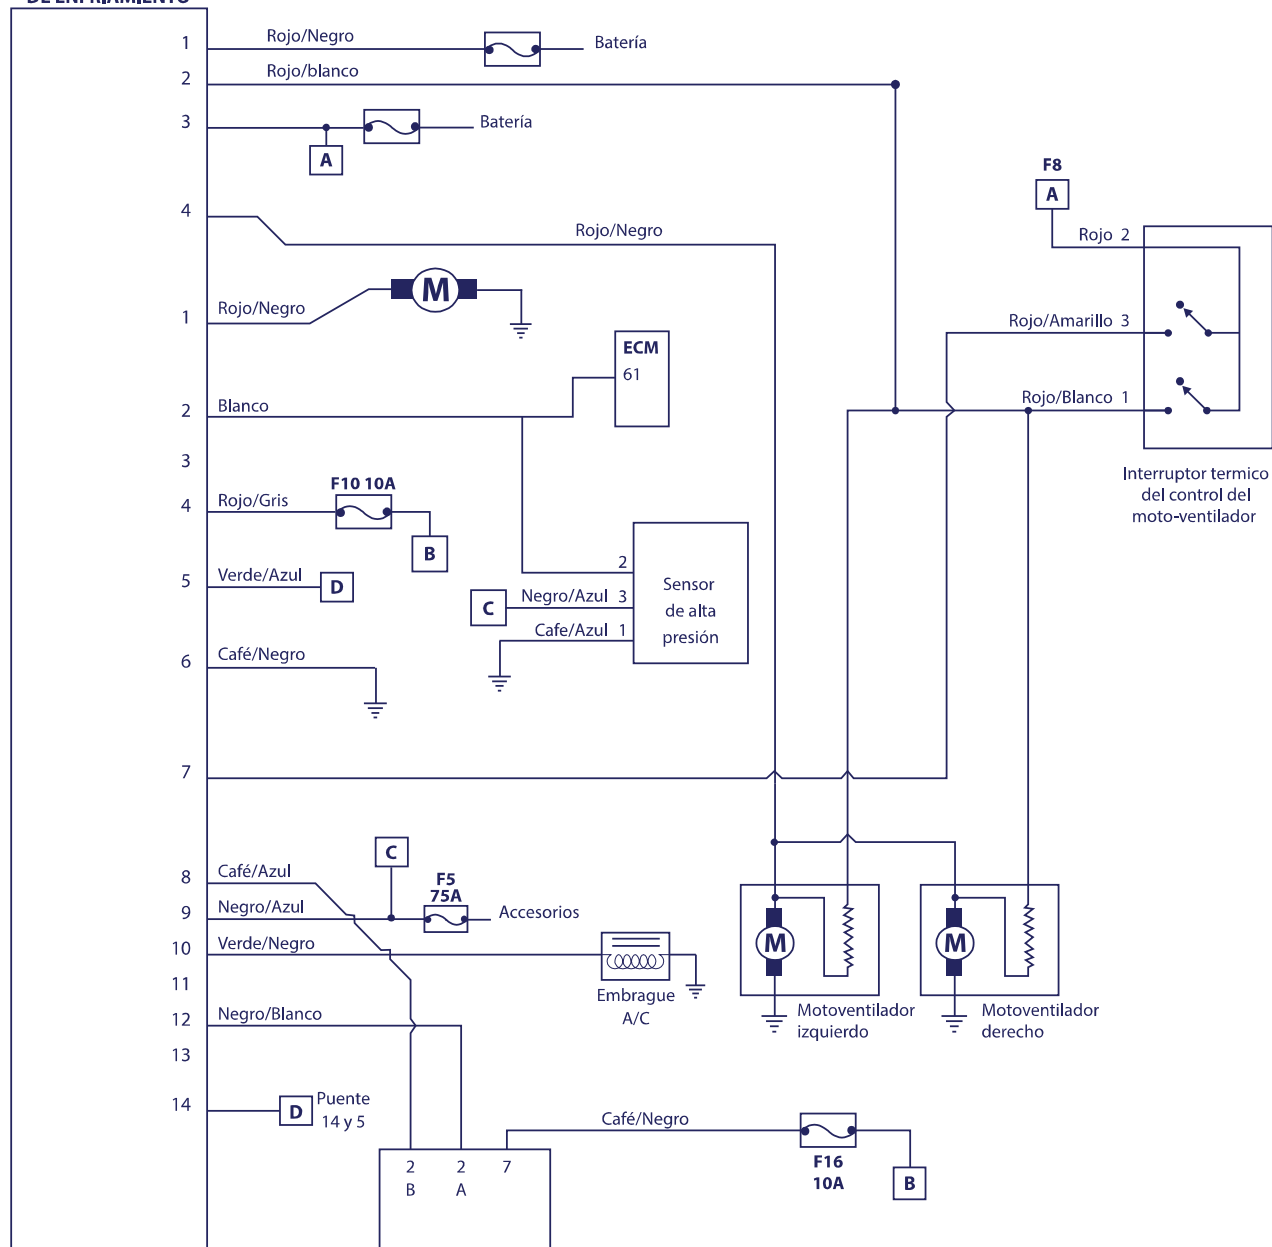 DE ENFRIAMIENTO
1 Rojo/Negro Batería
2 Rojo/blanco
3 Batería
A
F8
A
4 Rojo/Negro
Rojo 2
1 Rojo/Negro M
Rojo/Amarillo 3
ECM
61
2 Blanco
Rojo/Blanco 1
3
Interruptor termico
del control del
moto-ventilador
F10 10A
4 Rojo/Gris
B
5 Verde/Azul D
2
C Negro/Azul 3
Cafe/Azul 1
Sensor
de alta
presión
6 Café/Negro
7
C
8 Café/Azul
F5
75A
9 Negro/Azul Accesorios
10 Verde/Negro
M M
11
Embrague
A/C
Motoventilador
izquierdo
Motoventilador
derecho
12 Negro/Blanco
13
14 D Puente
14 y 5
Café/Negro
F16
10A
B
2 2 7
B A